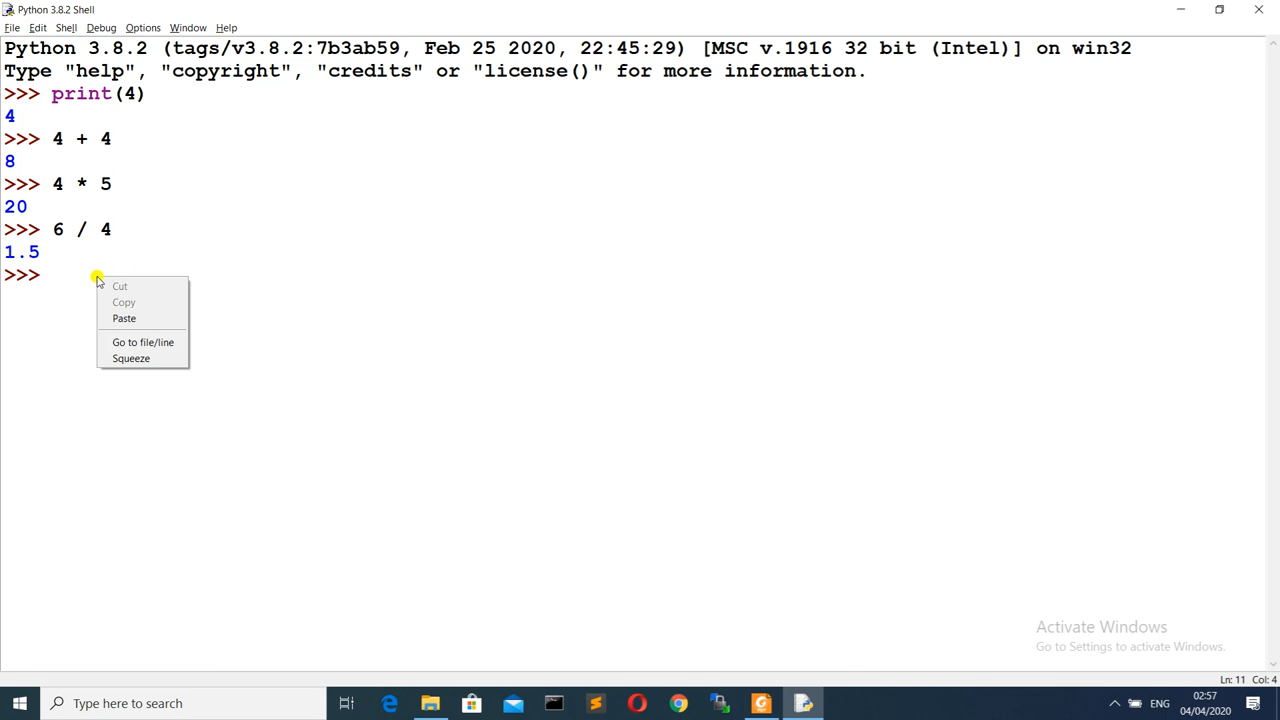 Python 3.8.2 Shell
File Edit Shell Debug Options Window Help
Python 3.8.2 (tags/v3.8.2:7b3ab59, Feb 25 2020, 22:45:29) [MSC v.1916 32 bit (Intel)] on win32
Type "help", "copyright", "credits" or "license()" for more information.
>>> print(4)
4
>>> 4 + 4
8
>>> 4 * 5
20
>>> 6 / 4
1.5
>>>
Cut
Copy
Paste
Go to file/line
Squeeze
Activate Windows
Go to Settings to activate Windows.
Ln: 11 Col: 4
Type here to search
ENG
02:57
04/04/2020